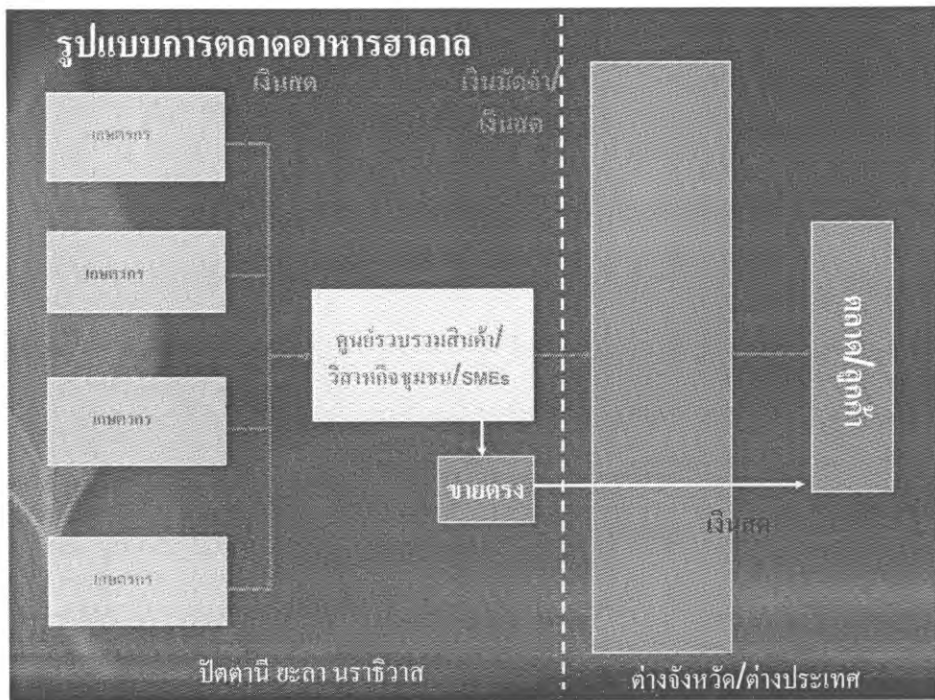 รูปแบบการตลาดอาหารฮาลาล
เงินสด
เงินมัดจำ/
เงินสด
เกษตรกร
เกษตรกร
เกษตรกร
เกษตรกร
ศูนย์รวบรวมสินค้า/
วิสาหกิจชุมชน/SMEs
ขายตรง
ตลาด/ลูกค้า
เงินสด
ปัตตานี ยะลา นราธิวาส
ต่างจังหวัด/ต่างประเทศ